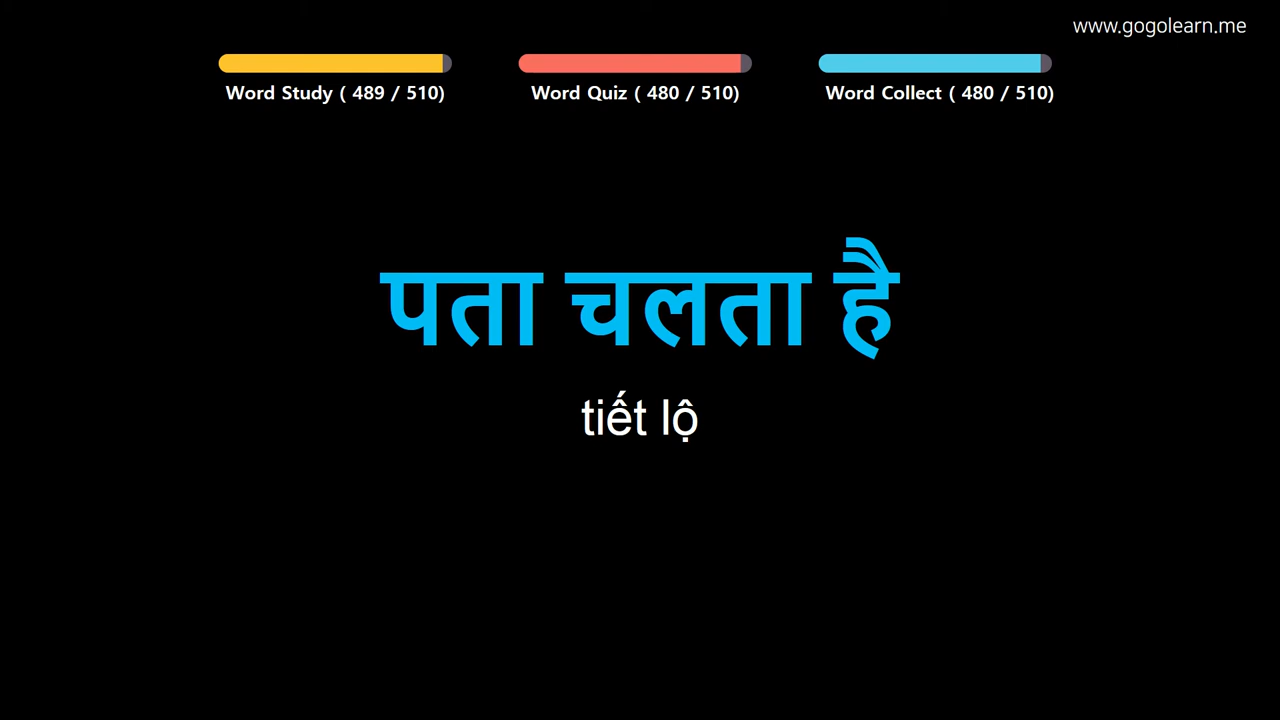 www.gogolearn.me
Word Study ( 489 / 510)
Word Quiz ( 480 / 510)
Word Collect ( 480 / 510)
पता चलता है
tiết lộ